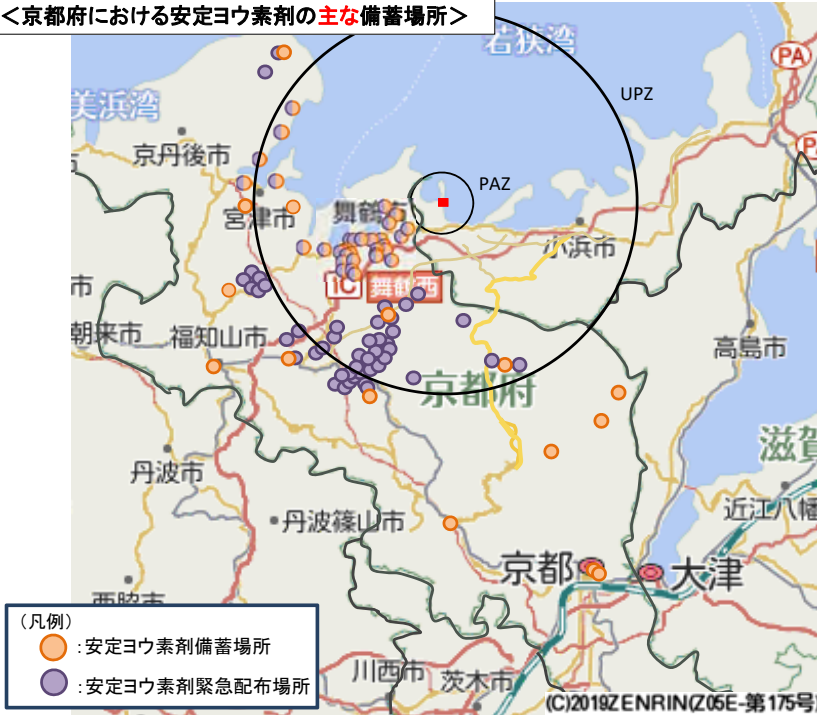 ＜京都府における安定ヨウ素剤の主な備蓄場所＞
若狭湾
PA
UPZ
美浜湾
京丹後市
PAZ
宮津市
舞鶴市
小浜市
市
IC
舞鶴西
朝来市
福知山市
高島市
京都府
滋賀
丹波市
近江八幡
丹波篠山市
京都
大津
西脇市
（凡例）
：安定ヨウ素剤備蓄場所
：安定ヨウ素剤緊急配布場所
川西市
茨木市
(C)2019ZENRIN(Z05E-第175号)